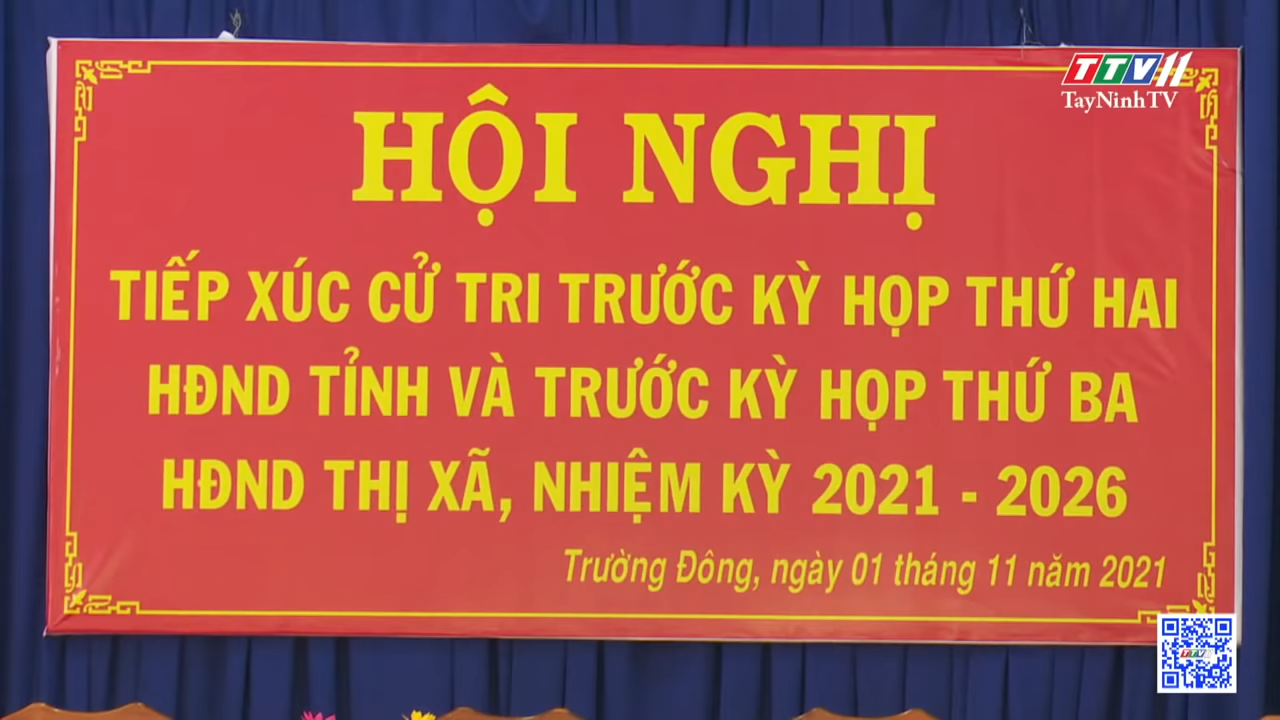 TTV11
TayNinhTV
HỘI NGHỊ
TIẾP XÚC CỬ TRI TRƯỚC KỲ HỌP THỨ HAI
HĐND TỈNH VÀ TRƯỚC KỲ HỌP THỨ BA
HĐND THỊ XÃ, NHIỆM KỲ 2021 - 2026
Trường Đông, ngày 01 tháng 11 năm 2021
TTV